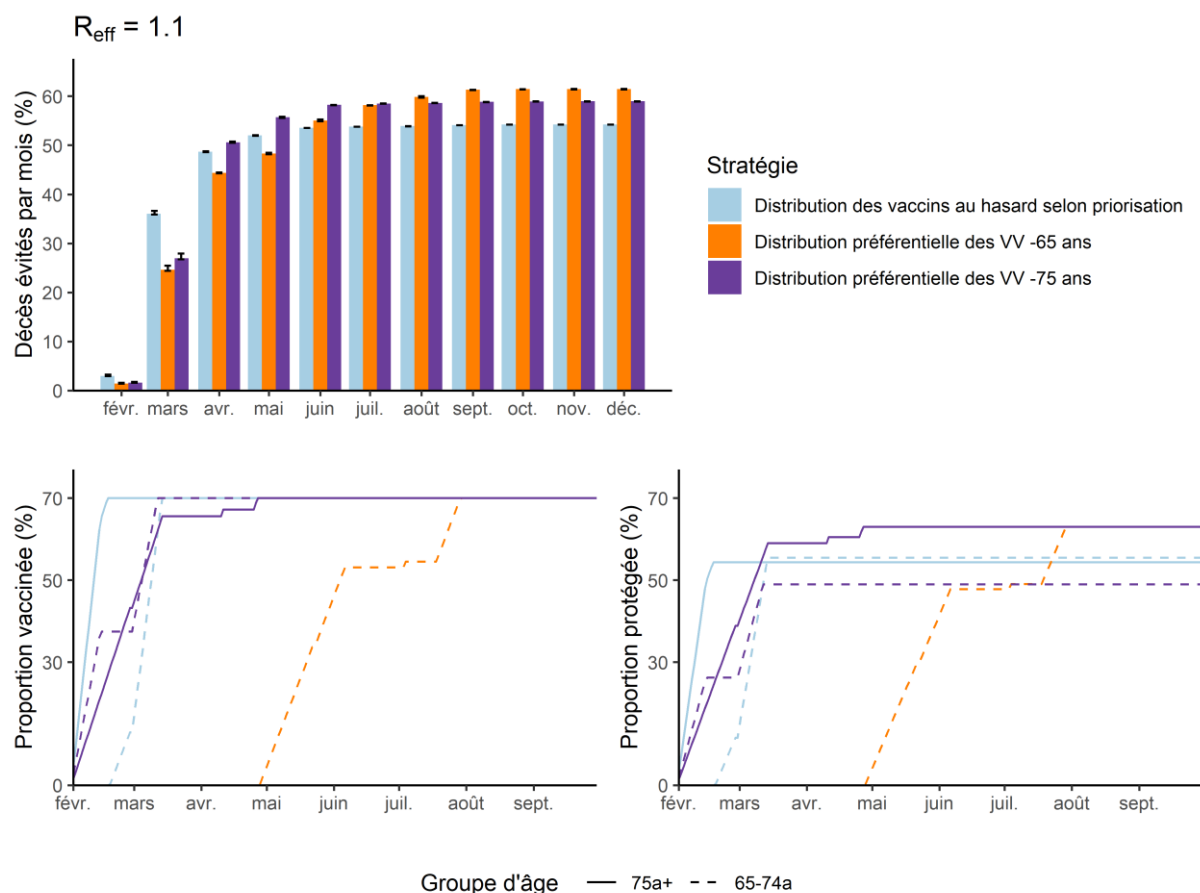 R_eff = 1.1
Décès évités par mois (%)
60
50
40
30
20
10
0
févr. mars avr. mai juin juil. août sept. oct. nov. déc.
Stratégie
Distribution des vaccins au hasard selon priorisation
Distribution préférentielle des VV -65 ans
Distribution préférentielle des VV -75 ans
Proportion vaccinée (%)
70
50
30
0
févr. mars avr. mai juin juil. août sept.
Proportion protégée (%)
70
50
30
0
févr. mars avr. mai juin juil. août sept.
Groupe d'âge 75a+ 65-74a